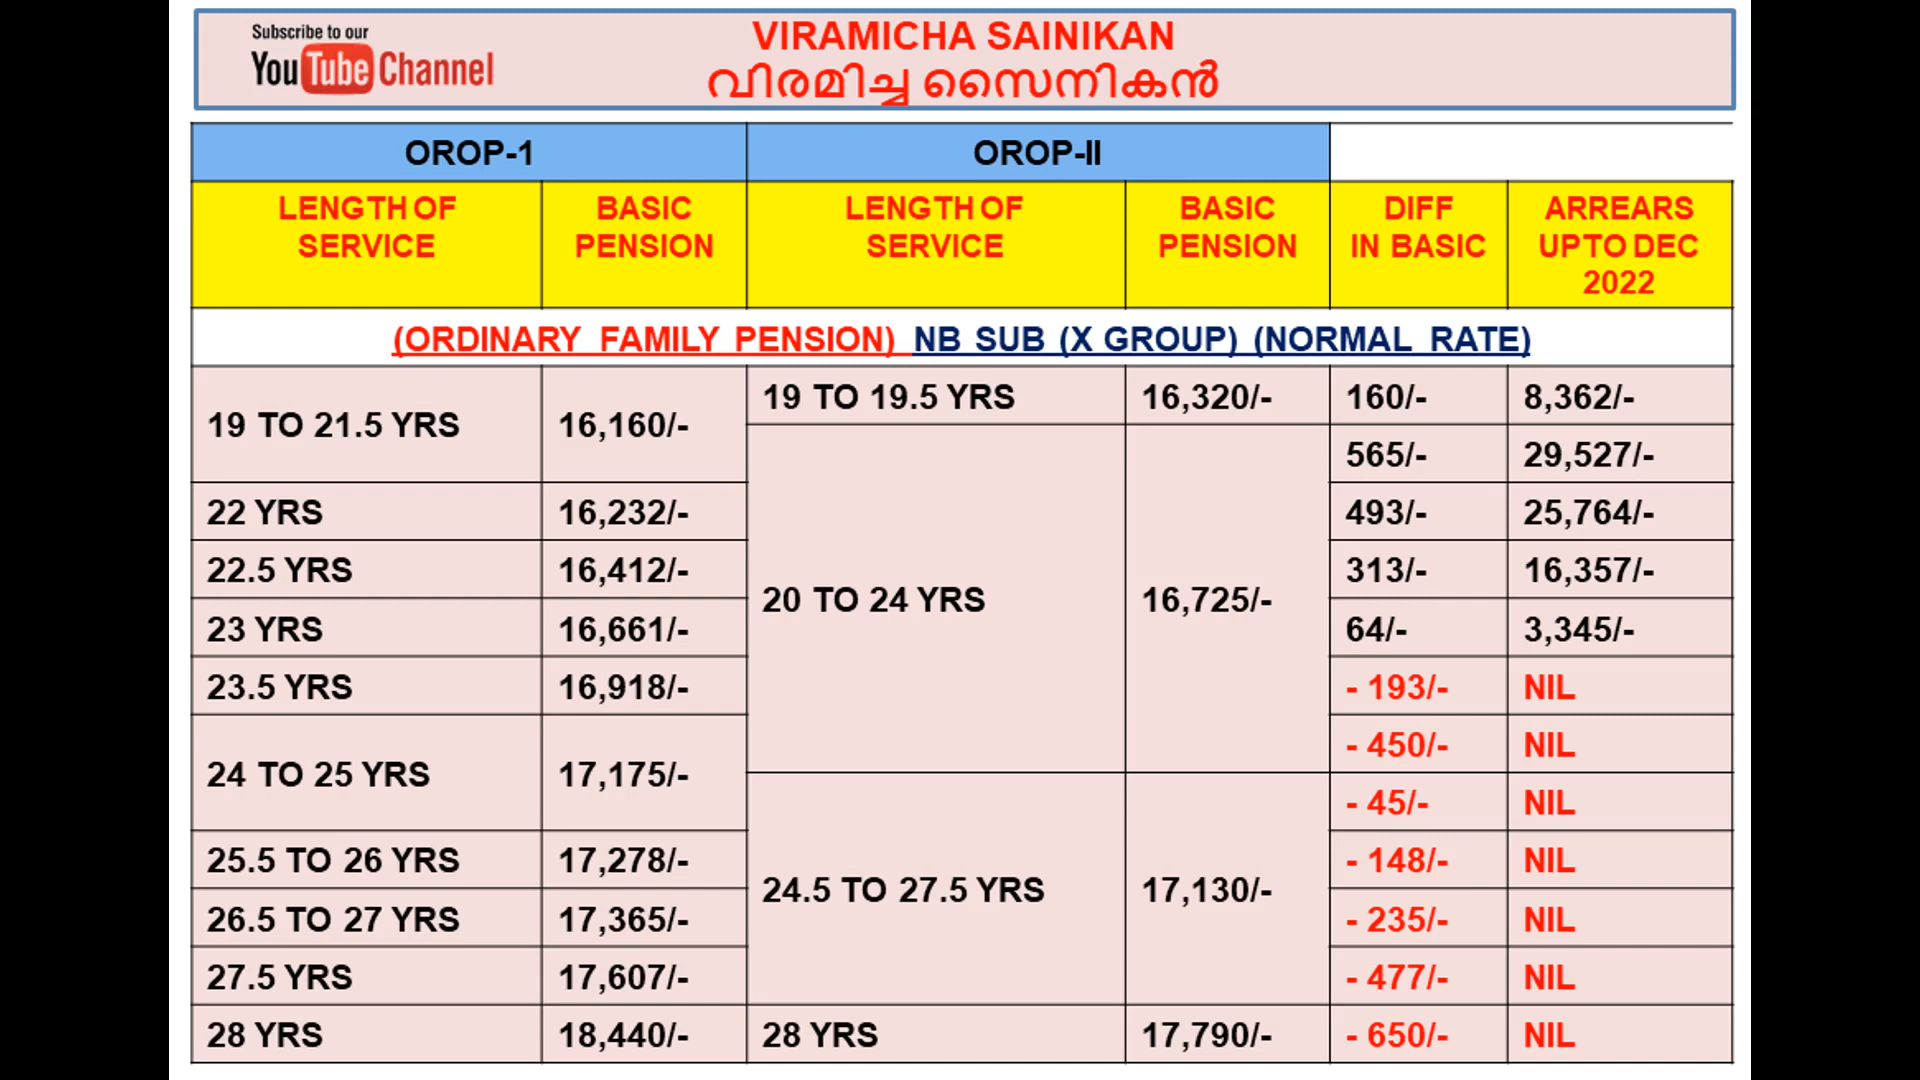 Subscribe to our
YouTube Channel
VIRAMICHA SAINIKAN
വിരമിച്ച സൈനികൻ
OROP-1 OROP-II
LENGTH OF SERVICE BASIC PENSION LENGTH OF SERVICE BASIC PENSION DIFF IN BASIC ARREARS UPTO DEC 2022
(ORDINARY FAMILY PENSION) NB SUB (X GROUP) (NORMAL RATE)
19 TO 21.5 YRS 16,160/- 19 TO 19.5 YRS 16,320/- 160/- 8,362/-
565/- 29,527/-
22 YRS 16,232/- 493/- 25,764/-
22.5 YRS 16,412/- 313/- 16,357/-
20 TO 24 YRS 16,725/-
23 YRS 16,661/- 64/- 3,345/-
23.5 YRS 16,918/- - 193/- NIL
- 450/- NIL
24 TO 25 YRS 17,175/-
- 45/- NIL
25.5 TO 26 YRS 17,278/- - 148/- NIL
24.5 TO 27.5 YRS 17,130/-
26.5 TO 27 YRS 17,365/- - 235/- NIL
27.5 YRS 17,607/- - 477/- NIL
28 YRS 18,440/- 28 YRS 17,790/- - 650/- NIL